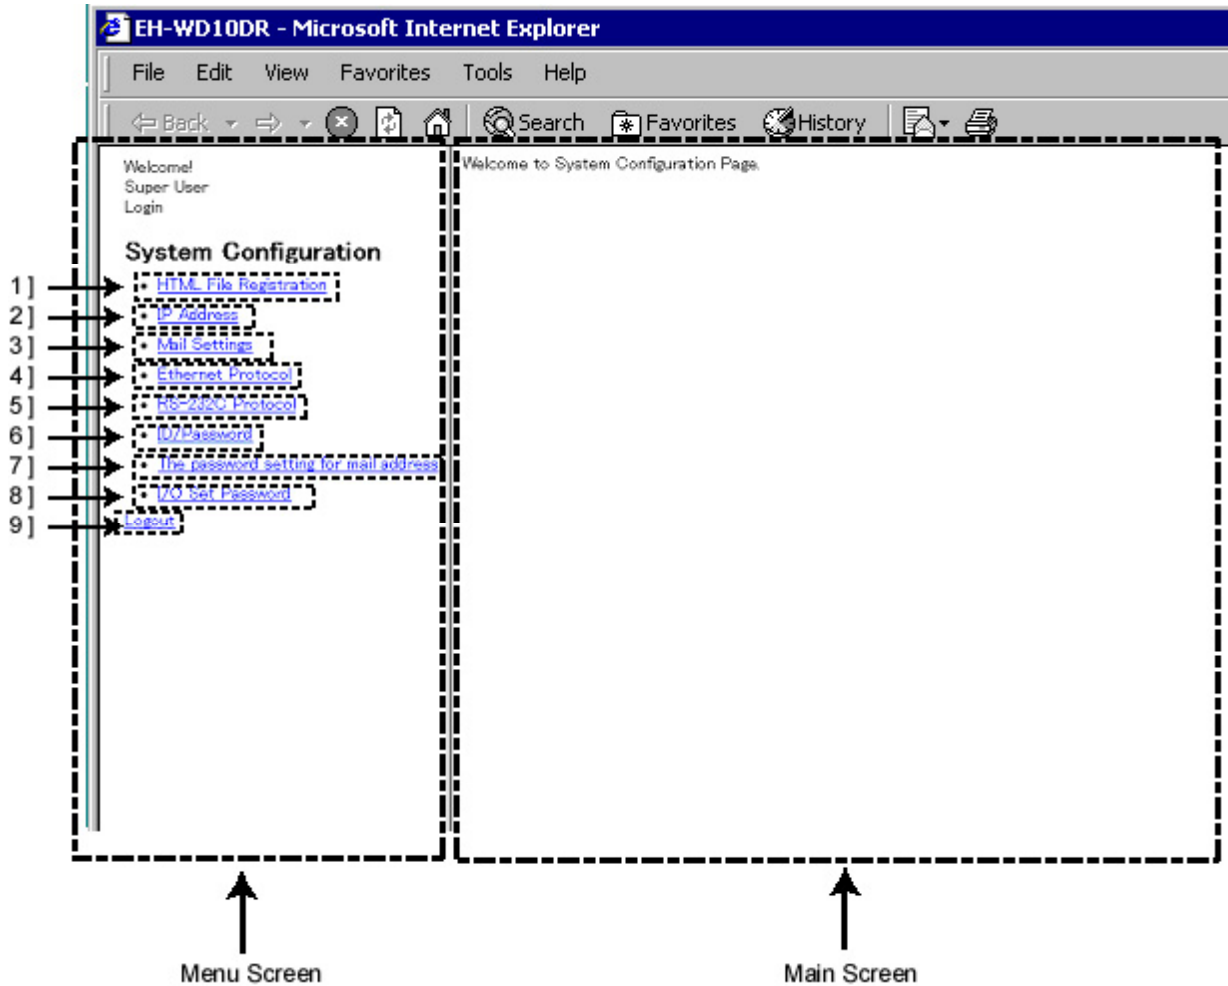 EH-WD10DR - Microsoft Internet Explorer
File Edit View Favorites Tools Help
Back Search Favorites History
Welcome!
Super User
Login
Welcome to System Configuration Page.
System Configuration
1] • HTML File Registration
2] • IP Address
3] • Mail Settings
4] • Ethernet Protocol
5] • RS-232C Protocol
6] • ID/Password
7] • The password setting for mail address
8] • I/O Set Password
9] Logout
Menu Screen Main Screen